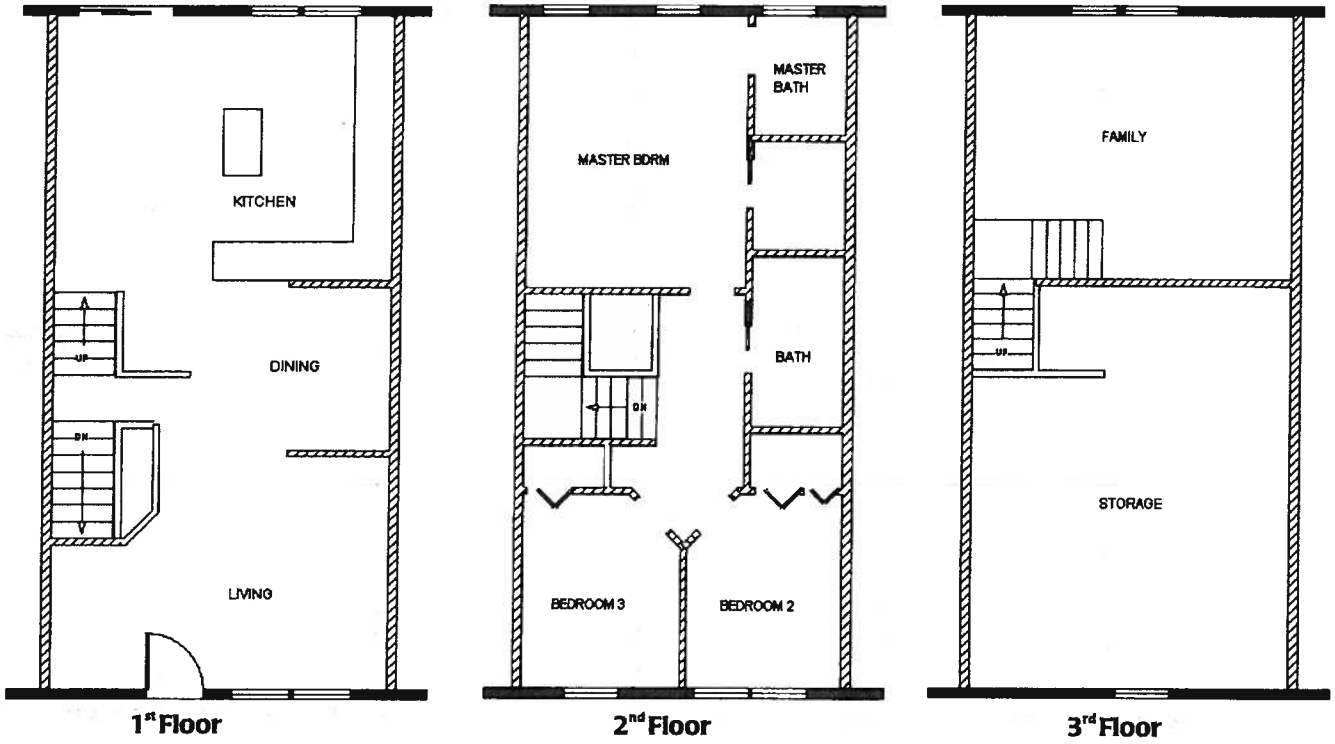 KITCHEN
UP
DINING
DN
LIVING
1st Floor
MASTER
BATH
MASTER BDRM
BATH
DN
BEDROOM 3
BEDROOM 2
2nd Floor
FAMILY
UP
STORAGE
3rd Floor